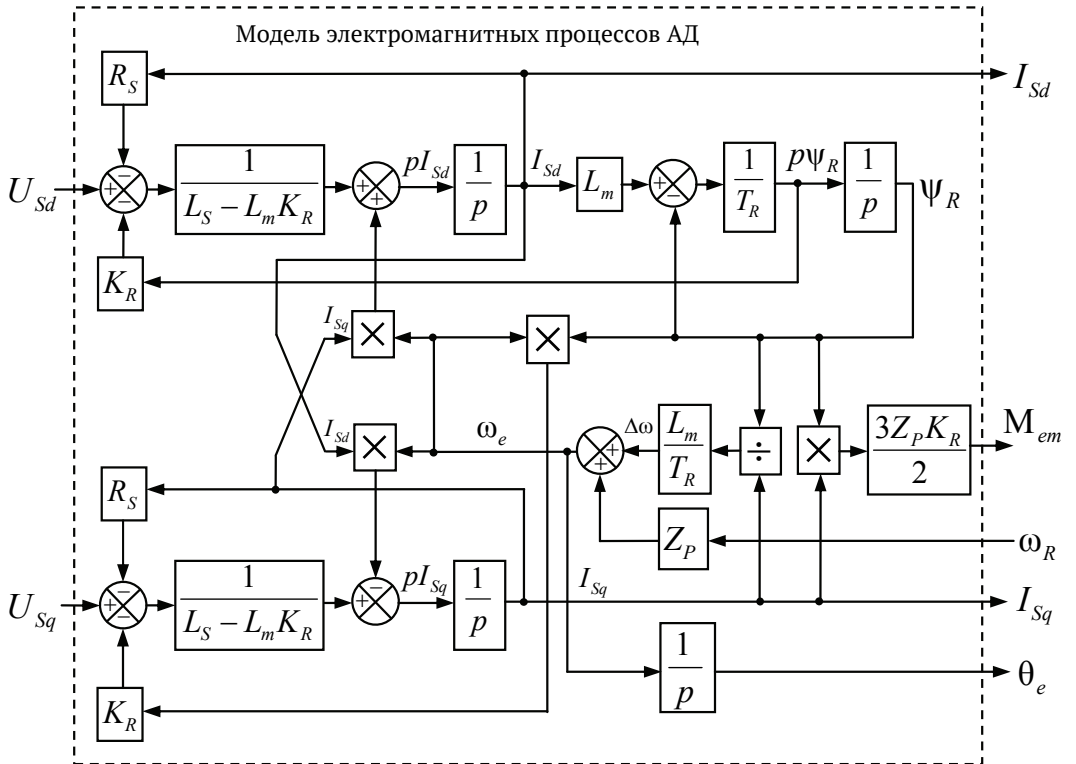 Модель электромагнитных процессов АД
R_S
I_Sd
U_Sd
+
−
−
1
L_S − L_m K_R
+
+
pI_Sd
1
p
I_Sd
L_m
+
−
1
T_R
pψ_R
1
p
ψ_R
K_R
I_Sq
×
×
I_Sd
×
ω_e
+
+
Δω
L_m
T_R
÷
×
3Z_P K_R
2
M_em
R_S
Z_P
ω_R
U_Sq
+
−
−
1
L_S − L_m K_R
+
−
pI_Sq
1
p
I_Sq
I_Sq
K_R
1
p
θ_e